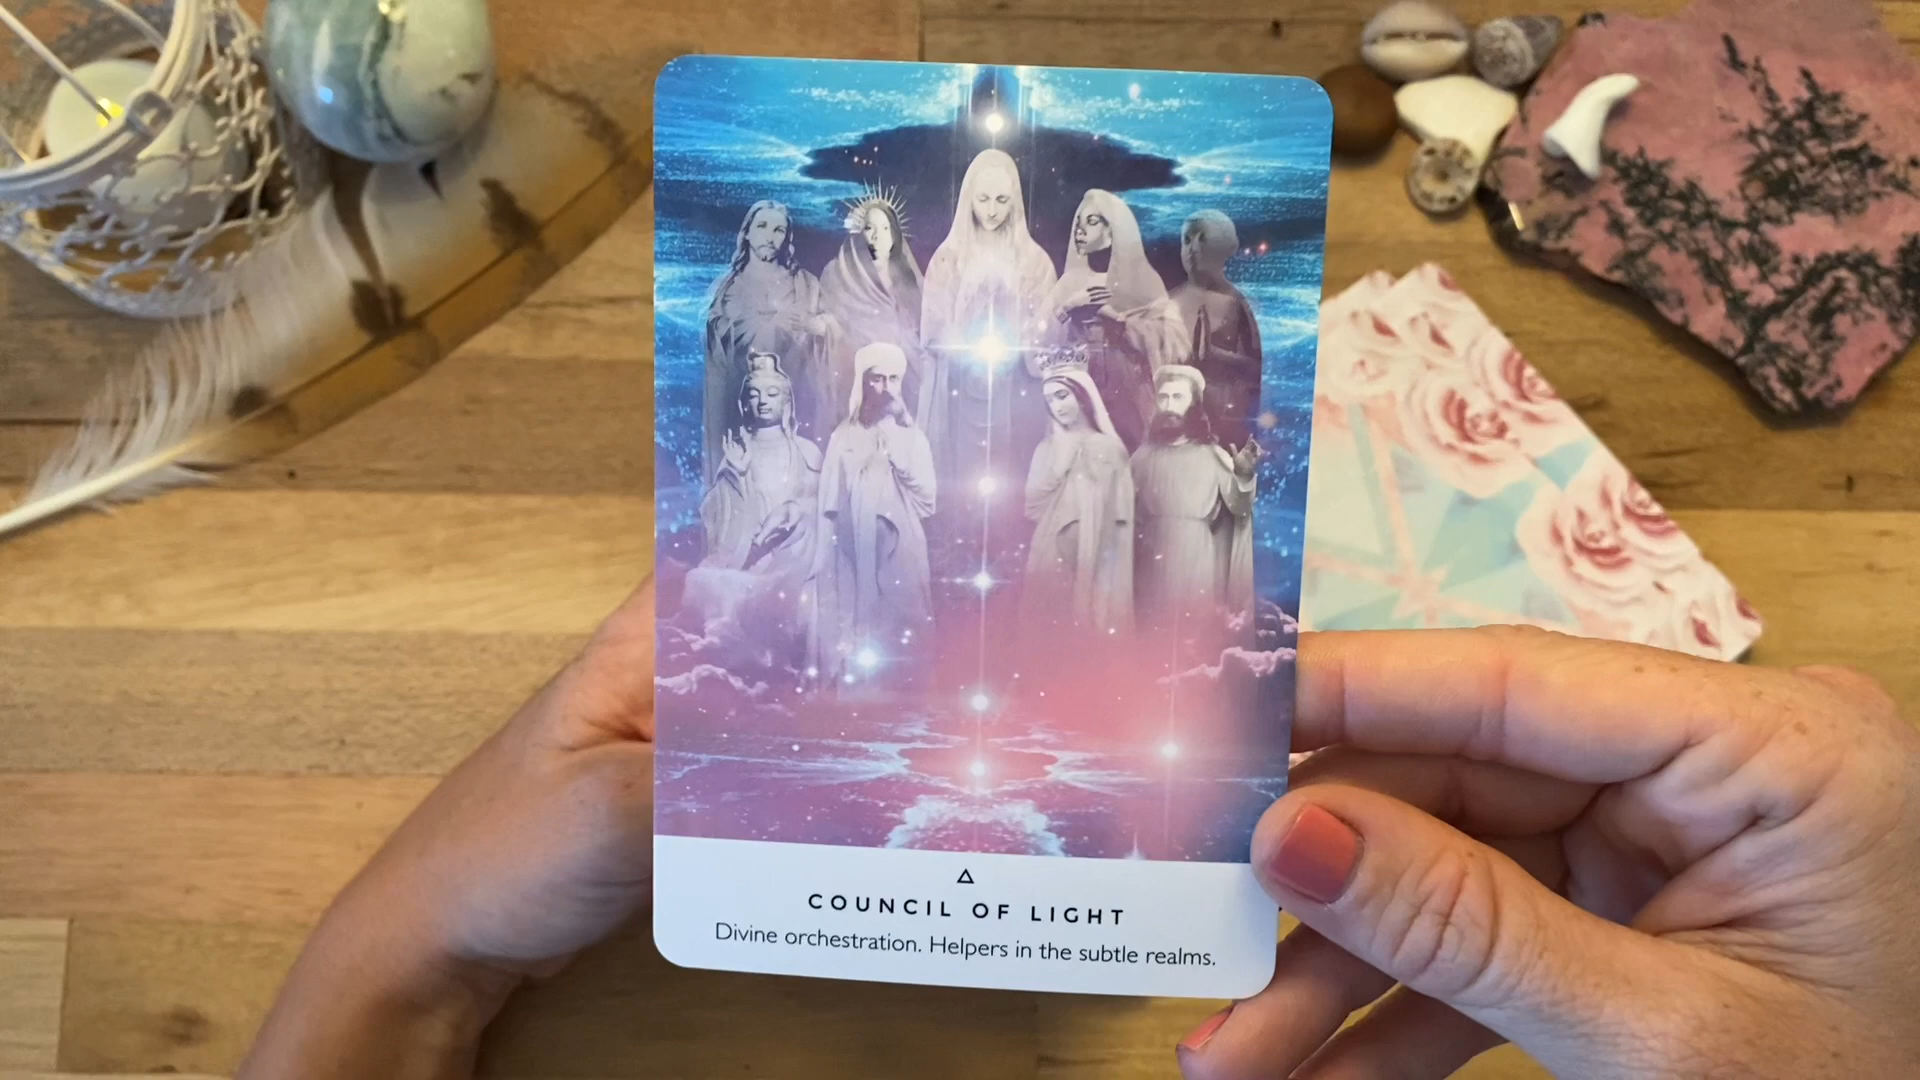 COUNCIL OF LIGHT
Divine orchestration. Helpers in the subtle realms.